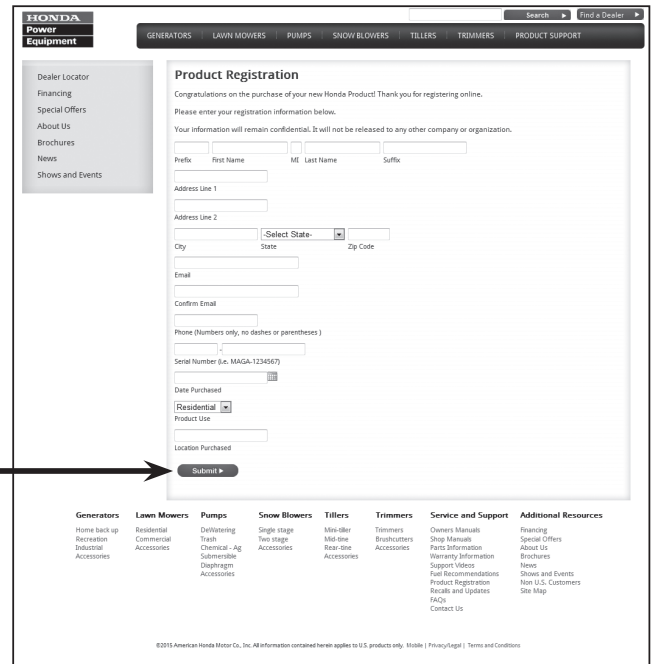 HONDA
Power
Equipment
Search
Find a Dealer
GENERATORS LAWN MOWERS PUMPS SNOW BLOWERS TILLERS TRIMMERS PRODUCT SUPPORT
Dealer Locator
Financing
Special Offers
About Us
Brochures
News
Shows and Events
Product Registration
Congratulations on the purchase of your new Honda Product! Thank you for registering online.
Please enter your registration information below.
Your information will remain confidential. It will not be released to any other company or organization.
Prefix First Name MI Last Name Suffix
Address Line 1
Address Line 2
-Select State-
City State Zip Code
Email
Confirm Email
Phone (Numbers only, no dashes or parentheses )
-
Serial Number (i.e. MAGA-1234567)
Date Purchased
Residential
Product Use
Location Purchased
Submit
Generators
Home back up
Recreation
Industrial
Accessories
Lawn Mowers
Residential
Commercial
Accessories
Pumps
DeWatering
Trash
Chemical - Ag
Submersible
Diaphragm
Accessories
Snow Blowers
Single stage
Two stage
Accessories
Tillers
Mini-tiller
Mid-tine
Rear-tine
Accessories
Trimmers
Trimmers
Brushcutters
Accessories
Service and Support
Owners Manuals
Shop Manuals
Parts Information
Warranty Information
Support Videos
Fuel Recommendations
Product Registration
Recalls and Updates
FAQs
Contact Us
Additional Resources
Financing
Special Offers
About Us
Brochures
News
Shows and Events
Non U.S. Customers
Site Map
©2015 American Honda Motor Co., Inc. All information contained herein applies to U.S. products only. Mobile | Privacy/Legal | Terms and Conditions